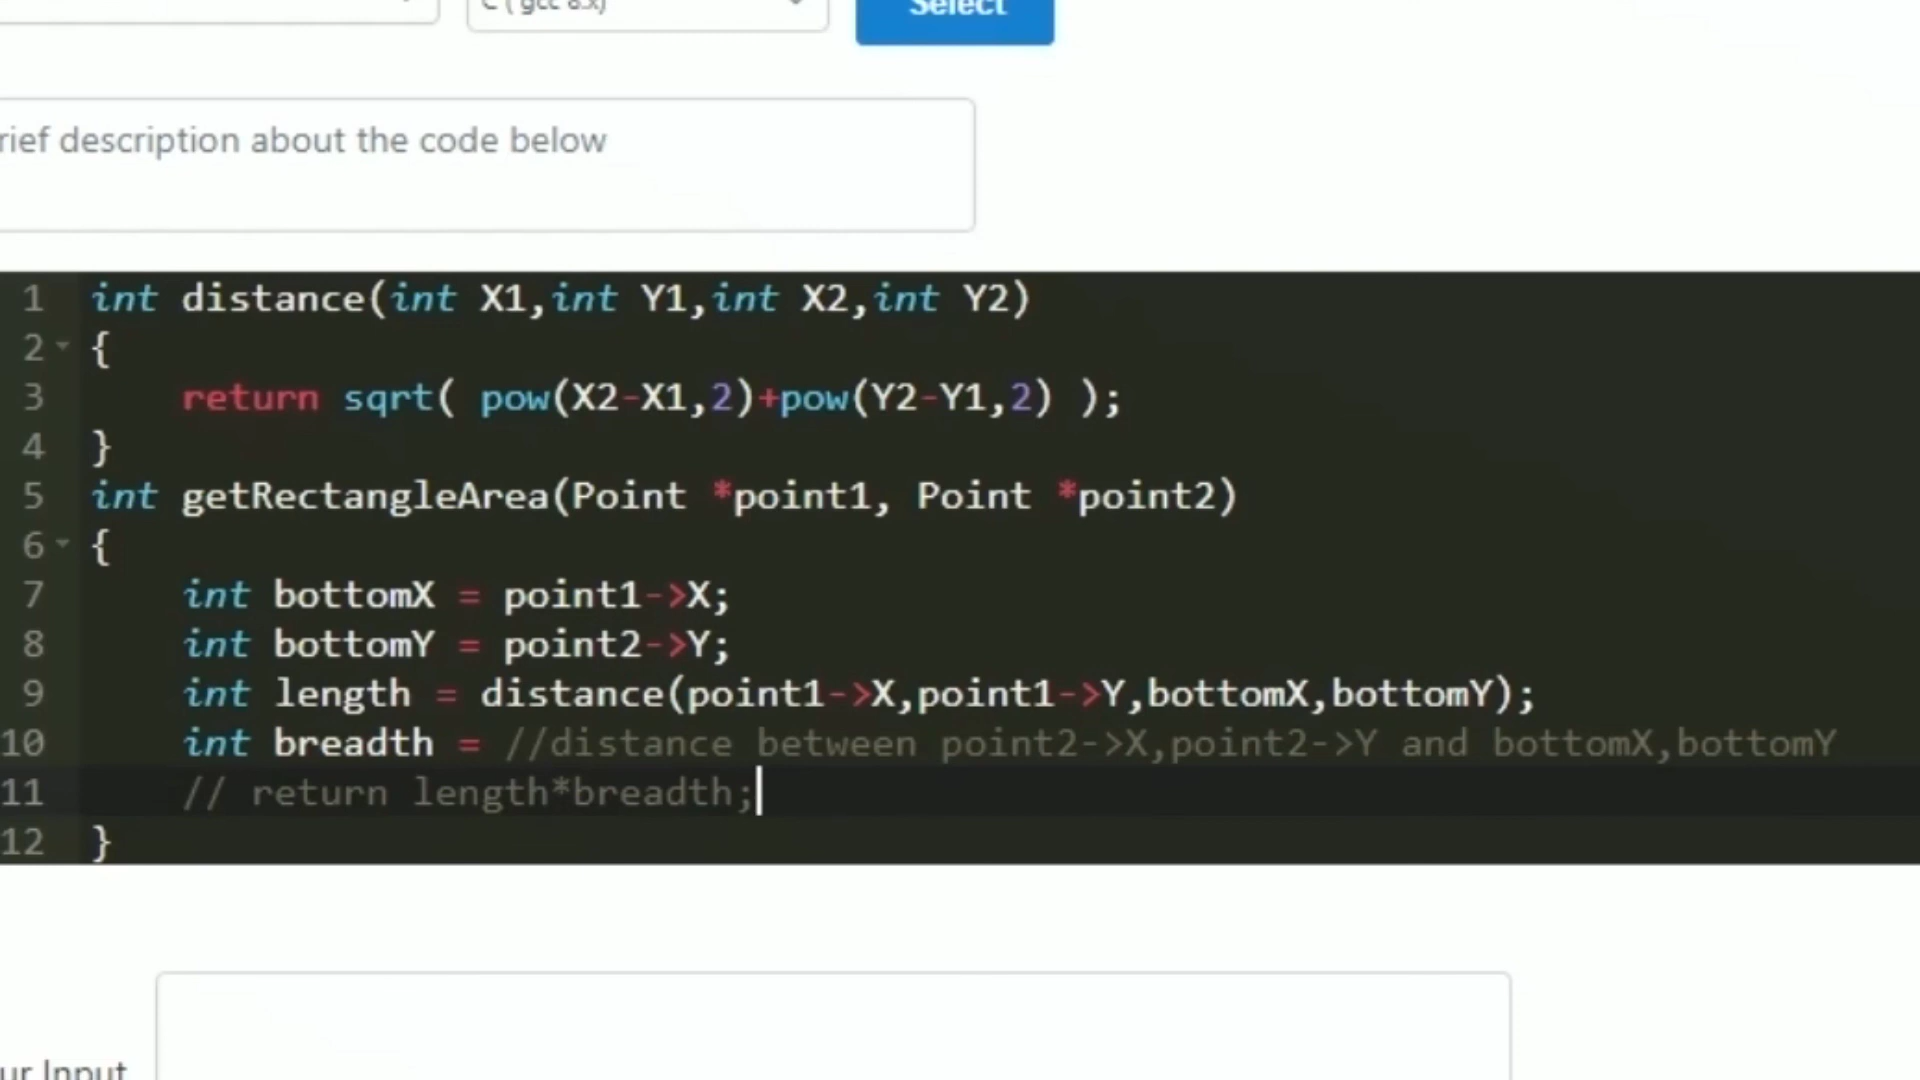 C ( gcc 8.x)
Select
rief description about the code below
1 int distance(int X1,int Y1,int X2,int Y2)
2 {
3 return sqrt( pow(X2-X1,2)+pow(Y2-Y1,2) );
4 }
5 int getRectangleArea(Point *point1, Point *point2)
6 {
7 int bottomX = point1->X;
8 int bottomY = point2->Y;
9 int length = distance(point1->X,point1->Y,bottomX,bottomY);
10 int breadth = //distance between point2->X,point2->Y and bottomX,bottomY
11 // return length*breadth;
12 }
ur Input